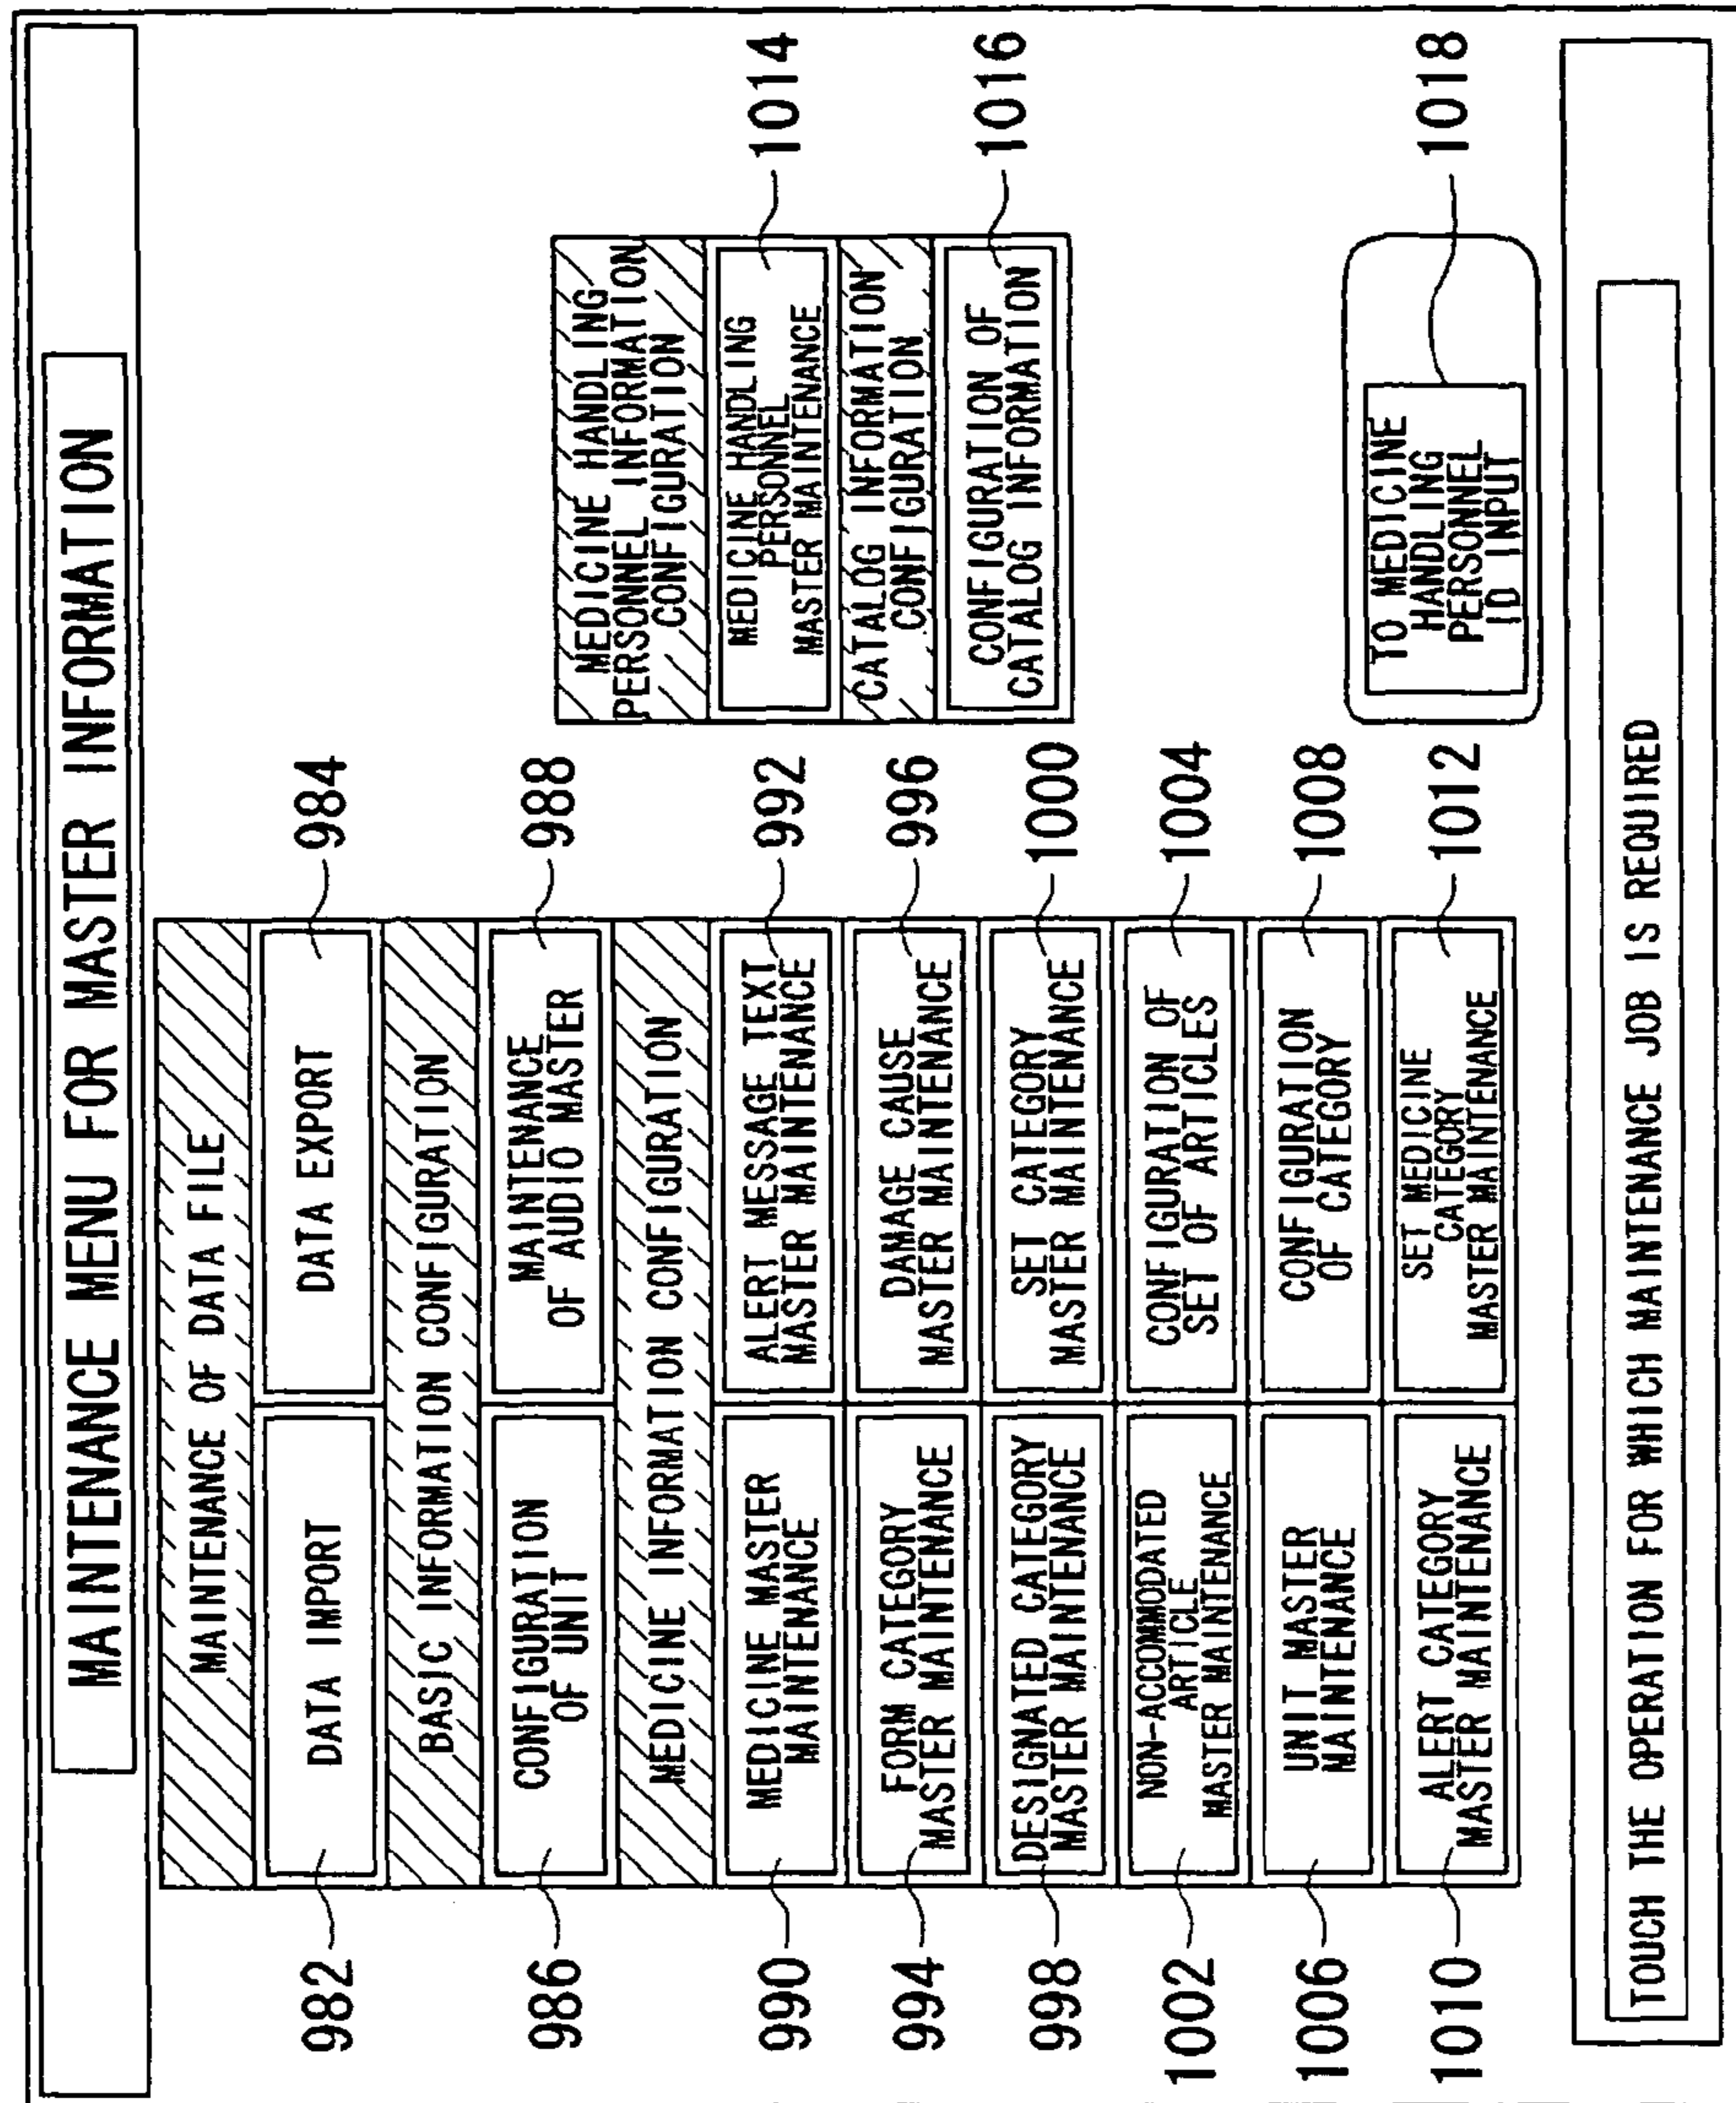 MAINTENANCE MENU FOR MASTER INFORMATION
MAINTENANCE OF DATA FILE
982
DATA IMPORT
DATA EXPORT
984
BASIC INFORMATION CONFIGURATION
986
CONFIGURATION
OF UNIT
MAINTENANCE
OF AUDIO MASTER
988
MEDICINE INFORMATION CONFIGURATION
990
MEDICINE MASTER
MAINTENANCE
ALERT MESSAGE TEXT
MASTER MAINTENANCE
992
994
FORM CATEGORY
MASTER MAINTENANCE
DAMAGE CAUSE
MASTER MAINTENANCE
996
998
DESIGNATED CATEGORY
MASTER MAINTENANCE
SET CATEGORY
MASTER MAINTENANCE
1000
1002
NON-ACCOMMODATED
ARTICLE
MASTER MAINTENANCE
CONFIGURATION OF
SET OF ARTICLES
1004
1006
UNIT MASTER
MAINTENANCE
CONFIGURATION
OF CATEGORY
1008
1010
ALERT CATEGORY
MASTER MAINTENANCE
SET MEDICINE
CATEGORY
MASTER MAINTENANCE
1012
MEDICINE HANDLING
PERSONNEL INFORMATION
CONFIGURATION
MEDICINE HANDLING
PERSONNEL
MASTER MAINTENANCE
1014
CATALOG INFORMATION
CONFIGURATION
CONFIGURATION OF
CATALOG INFORMATION
1016
TO MEDICINE
HANDLING
PERSONNEL
ID INPUT
1018
TOUCH THE OPERATION FOR WHICH MAINTENANCE JOB IS REQUIRED